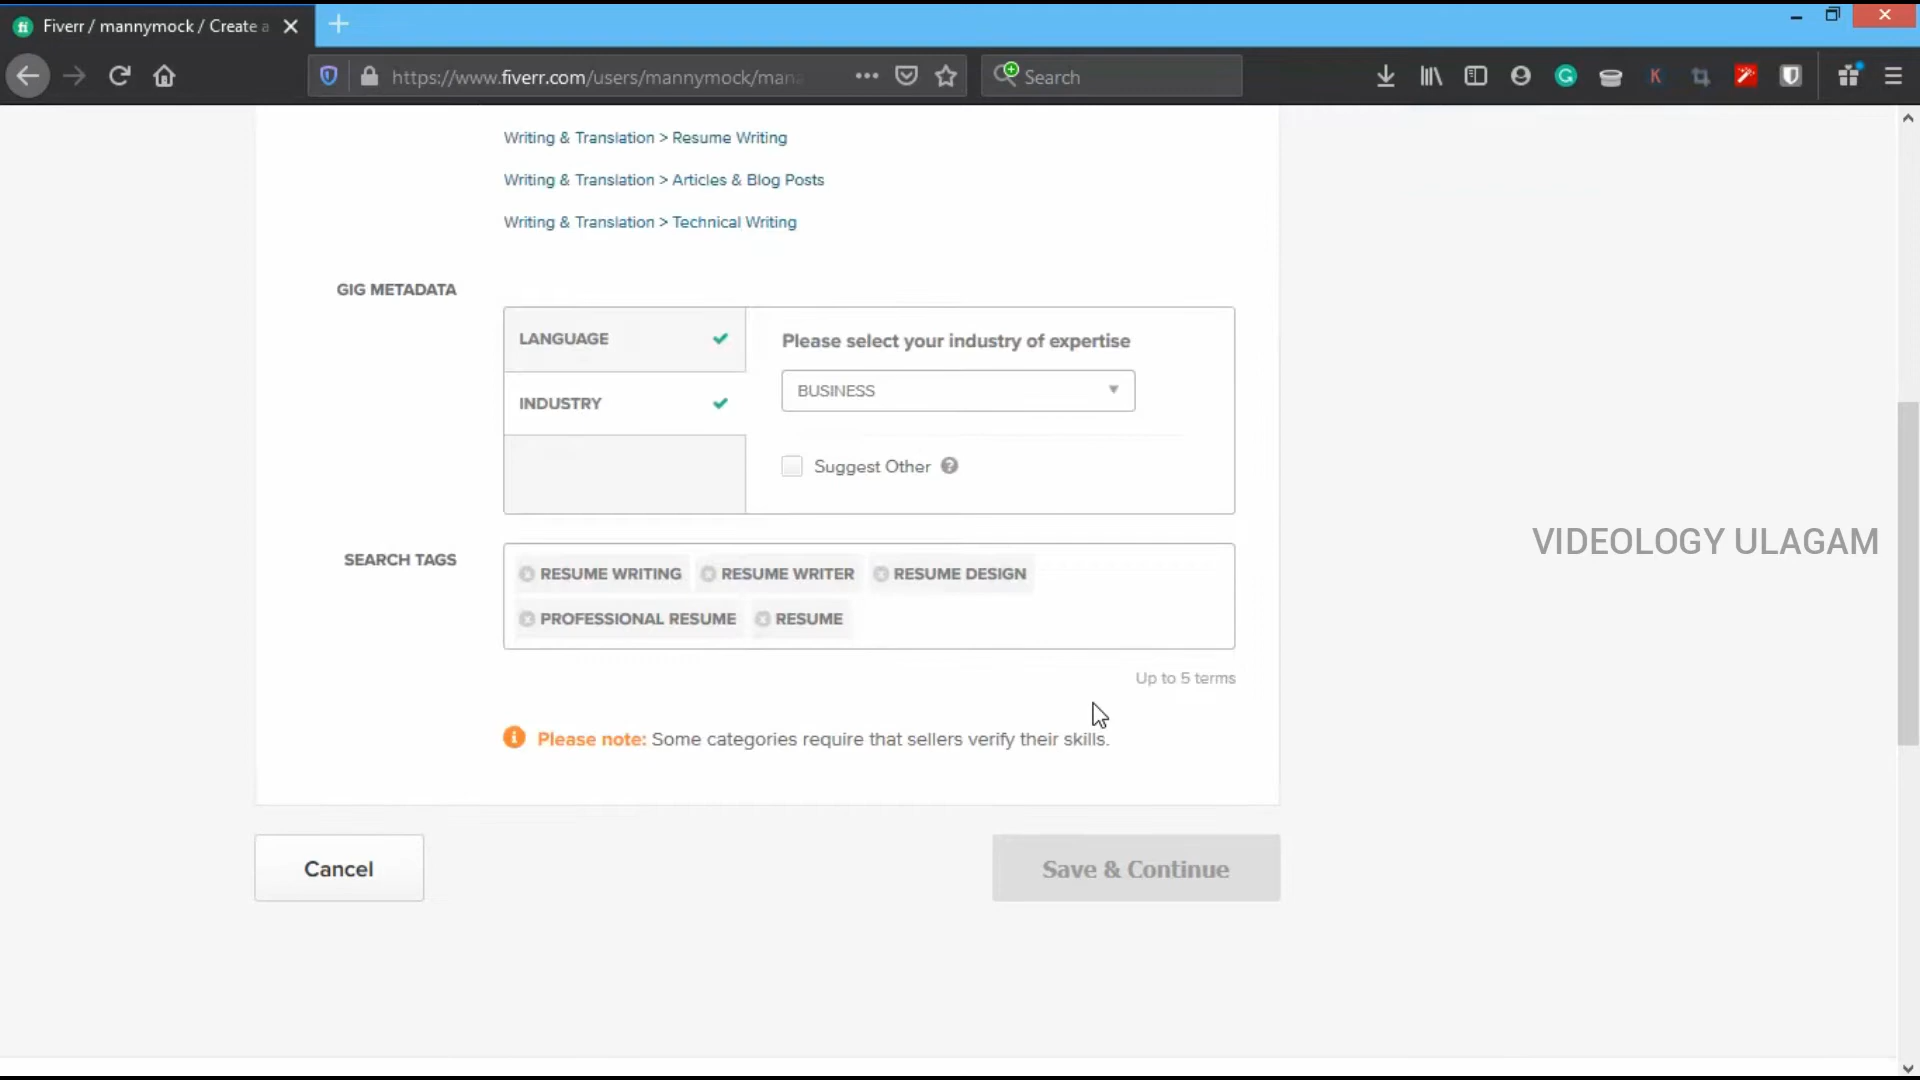 Fiverr / mannymock / Create a
https://www.fiverr.com/users/mannymock/mana
Search
Writing & Translation > Resume Writing
Writing & Translation > Articles & Blog Posts
Writing & Translation > Technical Writing
GIG METADATA
LANGUAGE
Please select your industry of expertise
BUSINESS
INDUSTRY
Suggest Other
VIDEOLOGY ULAGAM
SEARCH TAGS
RESUME WRITING RESUME WRITER RESUME DESIGN
PROFESSIONAL RESUME RESUME
Up to 5 terms
Please note: Some categories require that sellers verify their skills.
Cancel
Save & Continue